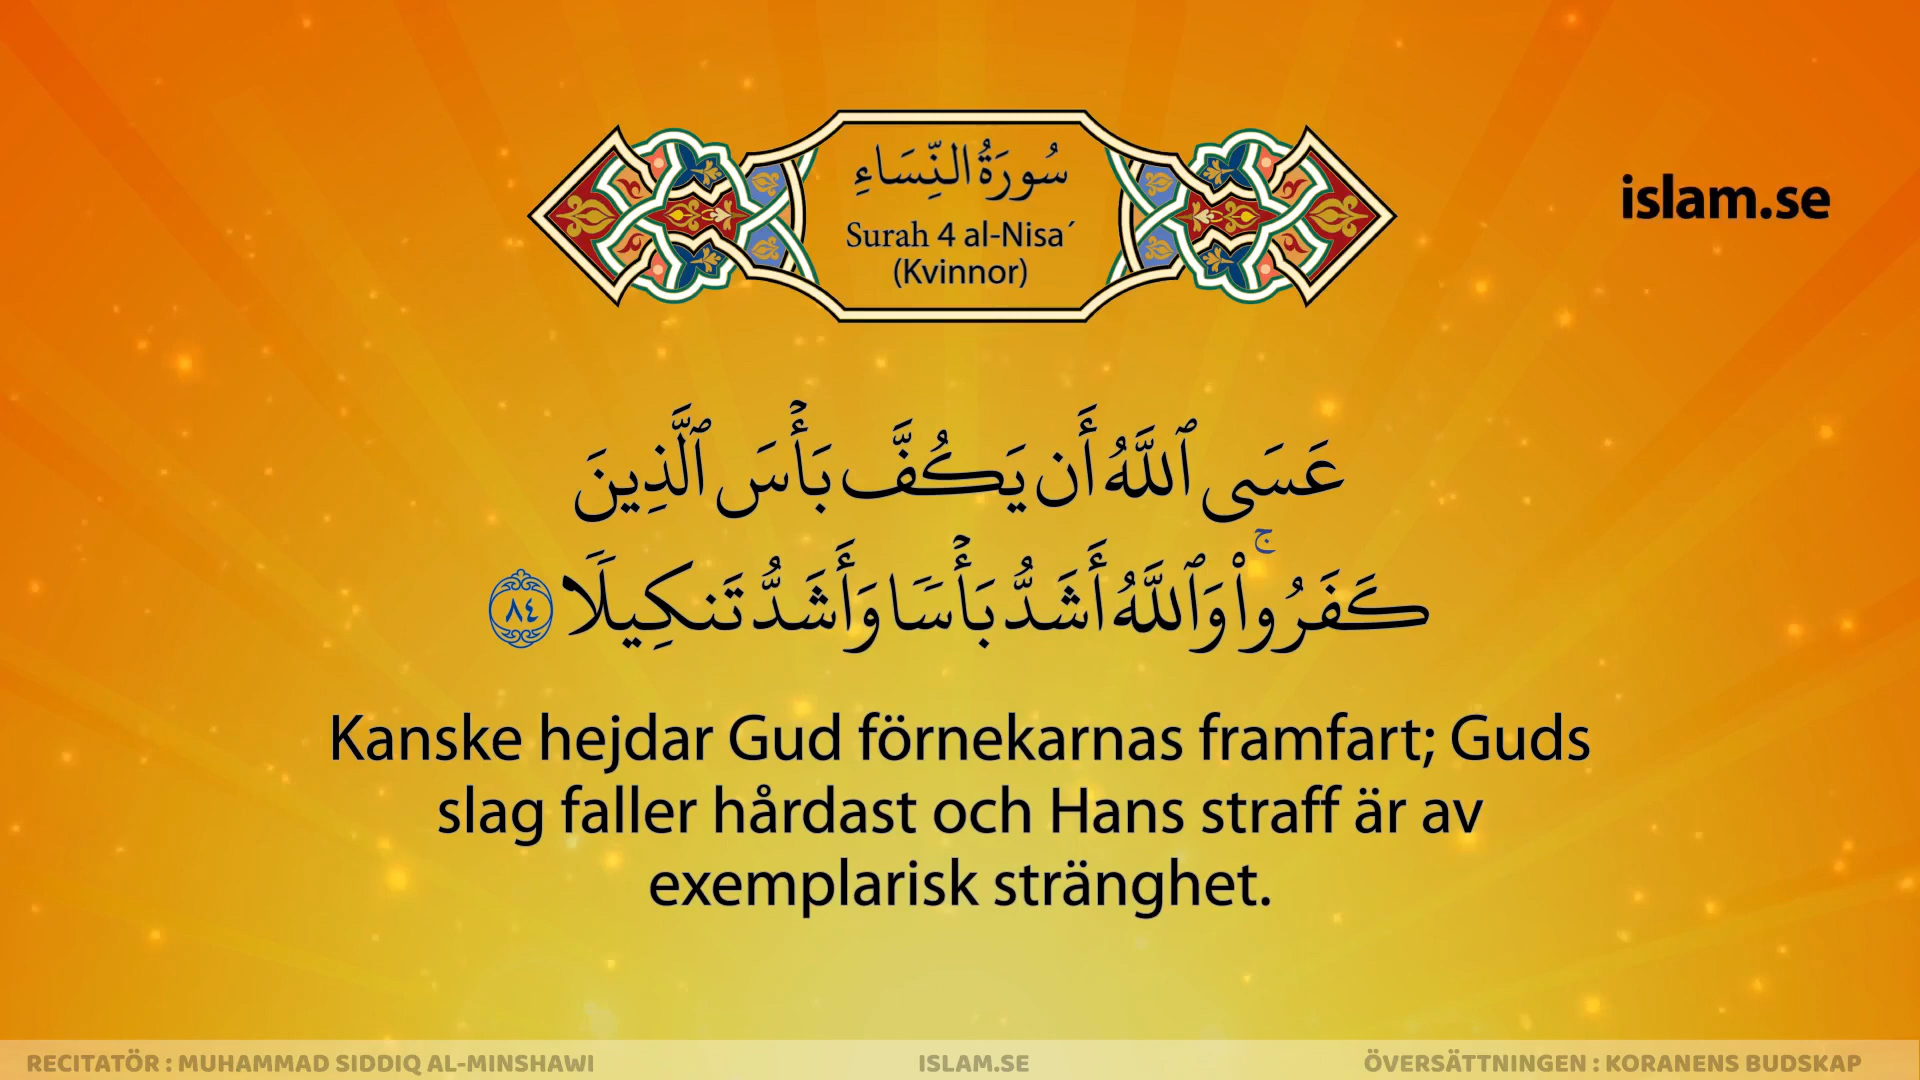 سُورَةُ النِّسَاءِ
Surah 4 al-Nisa´
(Kvinnor)
islam.se
عَسَى ٱللَّهُ أَن يَكُفَّ بَأْسَ ٱلَّذِينَ
كَفَرُوا۟ ۚ وَٱللَّهُ أَشَدُّ بَأْسًا وَأَشَدُّ تَنكِيلًا ٨٤
Kanske hejdar Gud förnekarnas framfart; Guds
slag faller hårdast och Hans straff är av
exemplarisk stränghet.
RECITATÖR : MUHAMMAD SIDDIQ AL-MINSHAWI ISLAM.SE ÖVERSÄTTNINGEN : KORANENS BUDSKAP